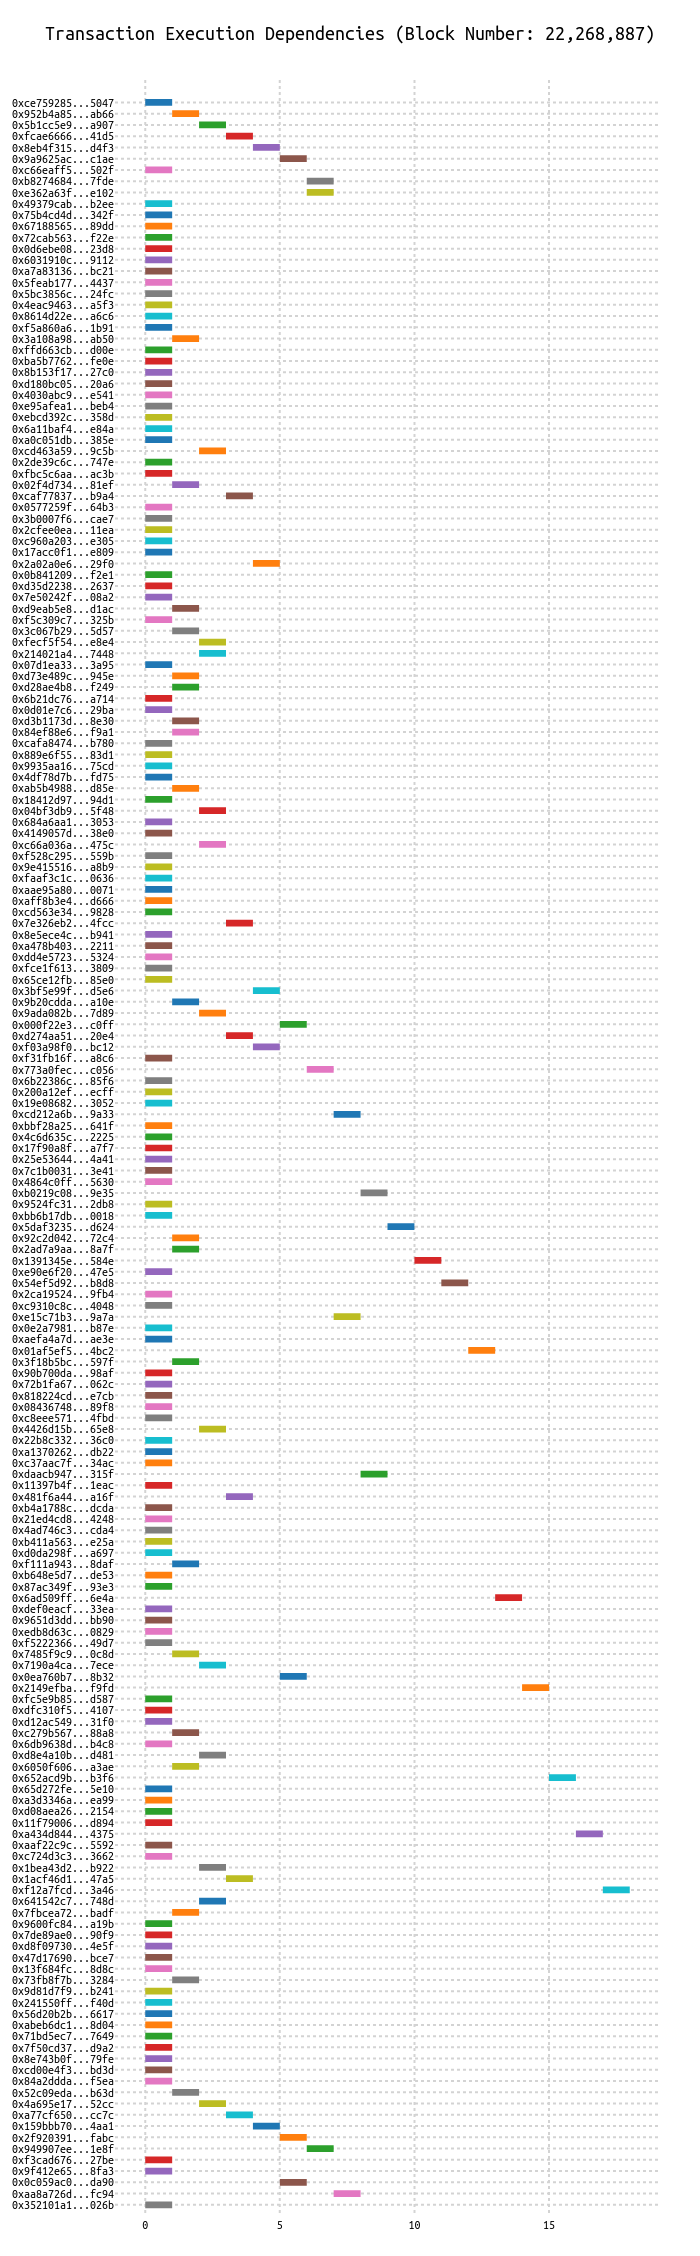 Transaction Execution Dependencies (Block Number: 22,268,887)
0xce759285...5047
0x952b4a85...ab66
0x5b1cc5e9...a907
0xfcae6666...41d5
0x8eb4f315...d4f3
0x9a9625ac...c1ae
0xc66eaff5...502f
0xb8274684...7fde
0xe362a63f...e102
0x49379cab...b2ee
0x75b4cd4d...342f
0x67188565...89dd
0x72cab563...f22e
0x0d6ebe08...23d8
0x6031910c...9112
0xa7a83136...bc21
0x5feab177...4437
0x5bc3856c...24fc
0x4eac9463...a5f3
0x8614d22e...a6c6
0xf5a860a6...1b91
0x3a108a98...ab50
0xffd663cb...d00e
0xba5b7762...fe0e
0x8b153f17...27c0
0xd180bc05...20a6
0x4030abc9...e541
0xe95afea1...beb4
0xebcd392c...358d
0x6a11baf4...e84a
0xa0c051db...385e
0xcd463a59...9c5b
0x2de39c6c...747e
0xfbc5c6aa...ac3b
0x02f4d734...81ef
0xcaf77837...b9a4
0x0577259f...64b3
0x3b0007f6...cae7
0x2cfee0ea...11ea
0xc960a203...e305
0x17acc0f1...e809
0x2a02a0e6...29f0
0x0b841209...f2e1
0xd35d2238...2637
0x7e50242f...08a2
0xd9eab5e8...d1ac
0xf5c309c7...325b
0x3c067b29...5d57
0xfecf5f54...e8e4
0x214021a4...7448
0x07d1ea33...3a95
0xd73e489c...945e
0xd28ae4b8...f249
0x6b21dc76...a714
0x0d01e7c6...29ba
0xd3b1173d...8e30
0x84ef88e6...f9a1
0xcafa8474...b780
0x889e6f55...83d1
0x9935aa16...75cd
0x4df78d7b...fd75
0xab5b4988...d85e
0x18412d97...94d1
0x04bf3db9...5f48
0x684a6aa1...3053
0x4149057d...38e0
0xc66a036a...475c
0xf528c295...559b
0x9e415516...a8b9
0xfaaf3c1c...0636
0xaae95a80...0071
0xaff8b3e4...d666
0xcd563e34...9828
0x7e326eb2...4fcc
0x8e5ece4c...b941
0xa478b403...2211
0xdd4e5723...5324
0xfce1f613...3809
0x65ce12fb...85e0
0x3bf5e99f...d5e6
0x9b20cdda...a10e
0x9ada082b...7d89
0x000f22e3...c0ff
0xd274aa51...20e4
0xf03a98f0...bc12
0xf31fb16f...a8c6
0x773a0fec...c056
0x6b22386c...85f6
0x200a12ef...ecff
0x19e08682...3052
0xcd212a6b...9a33
0xbbf28a25...641f
0x4c6d635c...2225
0x17f90a8f...a7f7
0x25e53644...4a41
0x7c1b0031...3e41
0x4864c0ff...5630
0xb0219c08...9e35
0x9524fc31...2db8
0xbb6b17db...0018
0x5daf3235...d624
0x92c2d042...72c4
0x2ad7a9aa...8a7f
0x1391345e...584e
0xe90e6f20...47e5
0x54ef5d92...b8d8
0x2ca19524...9fb4
0xc9310c8c...4048
0xe15c71b3...9a7a
0x0e2a7981...b87e
0xaefa4a7d...ae3e
0x01af5ef5...4bc2
0x3f18b5bc...597f
0x90b700da...98af
0x72b1fa67...062c
0x818224cd...e7cb
0x08436748...89f8
0xc8eee571...4fbd
0x4426d15b...65e8
0x22b8c332...36c0
0xa1370262...db22
0xc37aac7f...34ac
0xdaacb947...315f
0x11397b4f...1eac
0x481f6a44...a16f
0xb4a1788c...dcda
0x21ed4cd8...4248
0x4ad746c3...cda4
0xb411a563...e25a
0xd0da298f...a697
0xf111a943...8daf
0xb648e5d7...de53
0x87ac349f...93e3
0x6ad509ff...6e4a
0xdef0eacf...33ea
0x9651d3dd...bb90
0xedb8d63c...0829
0xf5222366...49d7
0x7485f9c9...0c8d
0x7190a4ca...7ece
0x0ea760b7...8b32
0x2149efba...f9fd
0xfc5e9b85...d587
0xdfc310f5...4107
0xd12ac549...31f0
0xc279b567...88a8
0x6db9638d...b4c8
0xd8e4a10b...d481
0x6050f606...a3ae
0x652acd9b...b3f6
0x65d272fe...5e10
0xa3d3346a...ea99
0xd08aea26...2154
0x11f79006...d894
0xa434d844...4375
0xaaf22c9c...5592
0xc724d3c3...3662
0x1bea43d2...b922
0x1acf46d1...47a5
0xf12a7fcd...3a46
0x641542c7...748d
0x7fbcea72...badf
0x9600fc84...a19b
0x7de89ae0...90f9
0xd8f09730...4e5f
0x47d17690...bce7
0x13f684fc...8d8c
0x73fb8f7b...3284
0x9d81d7f9...b241
0x241550ff...f40d
0x56d20b2b...6617
0xabeb6dc1...8d04
0x71bd5ec7...7649
0x7f50cd37...d9a2
0x8e743b0f...79fe
0xcd00e4f3...bd3d
0x84a2ddda...f5ea
0x52c09eda...b63d
0x4a695e17...52cc
0xa77cf650...cc7c
0x159bbb70...4aa1
0x2f920391...fabc
0x949907ee...1e8f
0xf3cad676...27be
0x9f412e65...8fa3
0x0c059ac0...da90
0xaa8a726d...fc94
0x352101a1...026b
0 5 10 15